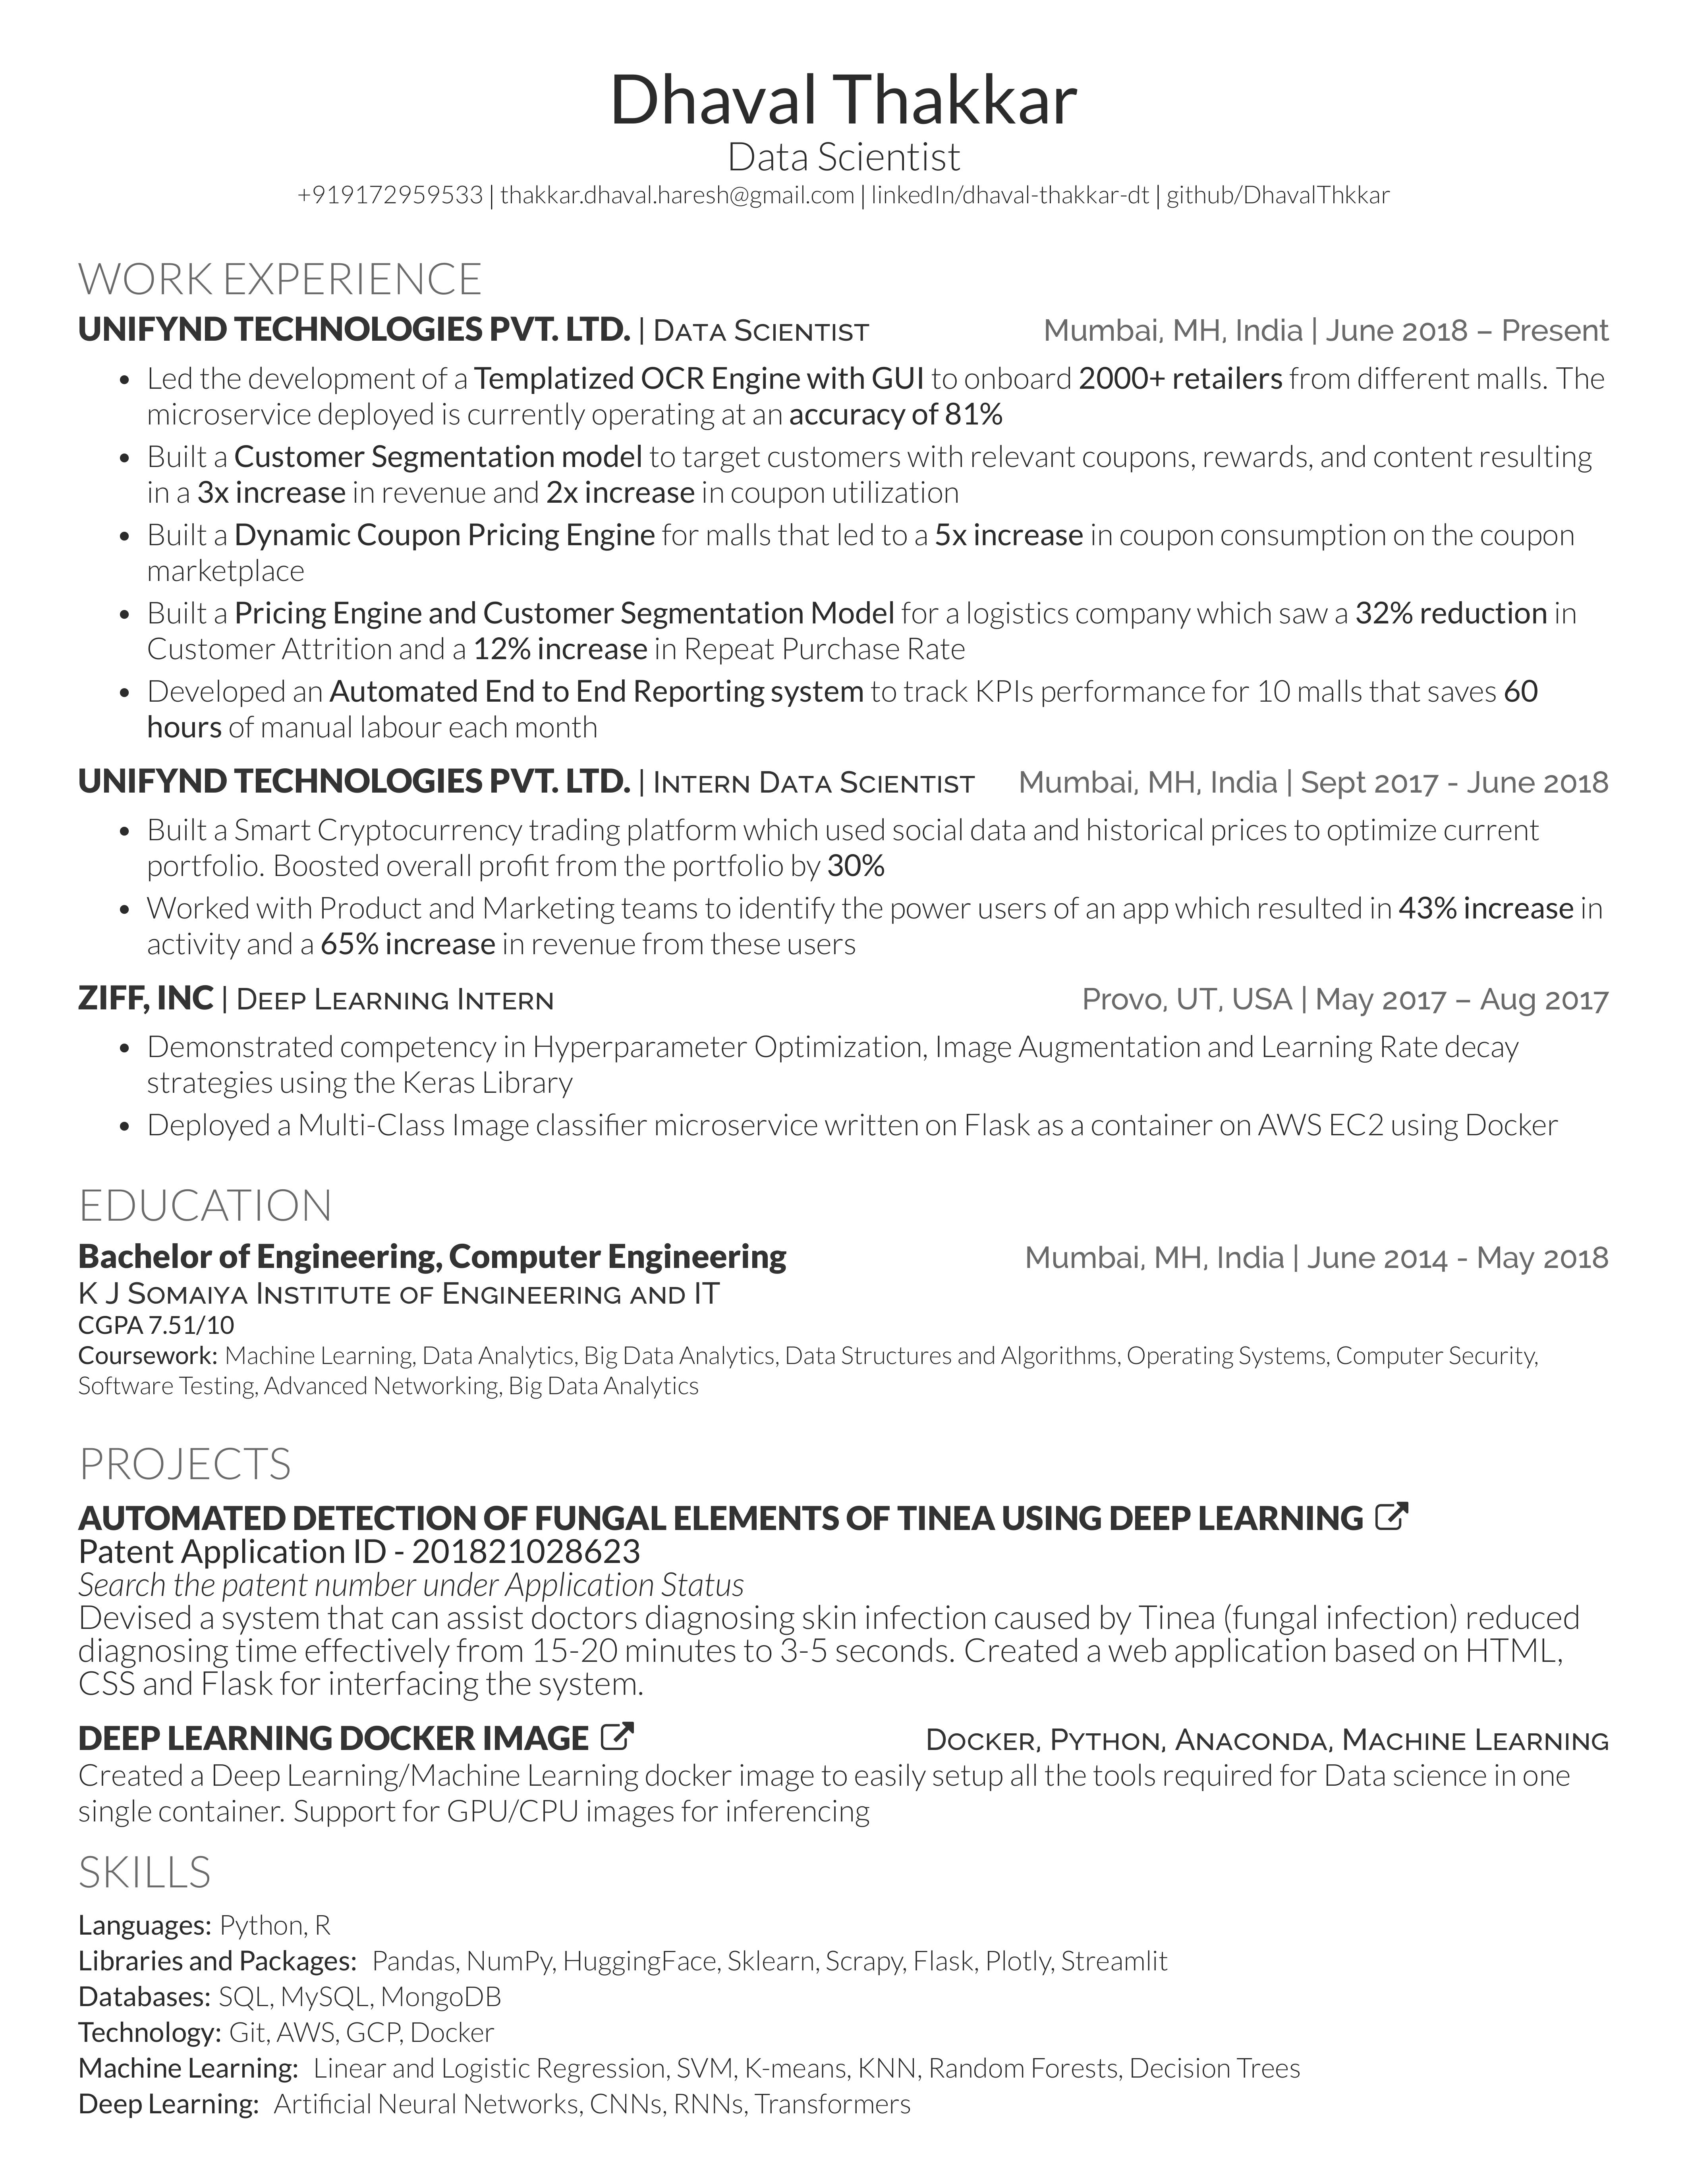 Dhaval Thakkar
Data Scientist
+919172959533 | thakkar.dhaval.haresh@gmail.com | linkedIn/dhaval-thakkar-dt | github/DhavalThkkar
WORK EXPERIENCE
UNIFYND TECHNOLOGIES PVT. LTD. | Data Scientist Mumbai, MH, India | June 2018 – Present
• Led the development of a Templatized OCR Engine with GUI to onboard 2000+ retailers from different malls. The
microservice deployed is currently operating at an accuracy of 81%
• Built a Customer Segmentation model to target customers with relevant coupons, rewards, and content resulting
in a 3x increase in revenue and 2x increase in coupon utilization
• Built a Dynamic Coupon Pricing Engine for malls that led to a 5x increase in coupon consumption on the coupon
marketplace
• Built a Pricing Engine and Customer Segmentation Model for a logistics company which saw a 32% reduction in
Customer Attrition and a 12% increase in Repeat Purchase Rate
• Developed an Automated End to End Reporting system to track KPIs performance for 10 malls that saves 60
hours of manual labour each month
UNIFYND TECHNOLOGIES PVT. LTD. | Intern Data Scientist Mumbai, MH, India | Sept 2017 - June 2018
• Built a Smart Cryptocurrency trading platform which used social data and historical prices to optimize current
portfolio. Boosted overall profit from the portfolio by 30%
• Worked with Product and Marketing teams to identify the power users of an app which resulted in 43% increase in
activity and a 65% increase in revenue from these users
ZIFF, INC | Deep Learning Intern Provo, UT, USA | May 2017 – Aug 2017
• Demonstrated competency in Hyperparameter Optimization, Image Augmentation and Learning Rate decay
strategies using the Keras Library
• Deployed a Multi-Class Image classifier microservice written on Flask as a container on AWS EC2 using Docker
EDUCATION
Bachelor of Engineering, Computer Engineering Mumbai, MH, India | June 2014 - May 2018
K J Somaiya Institute of Engineering and IT
CGPA 7.51/10
Coursework: Machine Learning, Data Analytics, Big Data Analytics, Data Structures and Algorithms, Operating Systems, Computer Security,
Software Testing, Advanced Networking, Big Data Analytics
PROJECTS
AUTOMATED DETECTION OF FUNGAL ELEMENTS OF TINEA USING DEEP LEARNING
Patent Application ID - 201821028623
Search the patent number under Application Status
Devised a system that can assist doctors diagnosing skin infection caused by Tinea (fungal infection) reduced
diagnosing time effectively from 15-20 minutes to 3-5 seconds. Created a web application based on HTML,
CSS and Flask for interfacing the system.
DEEP LEARNING DOCKER IMAGE Docker, Python, Anaconda, Machine Learning
Created a Deep Learning/Machine Learning docker image to easily setup all the tools required for Data science in one
single container. Support for GPU/CPU images for inferencing
SKILLS
Languages: Python, R
Libraries and Packages: Pandas, NumPy, HuggingFace, Sklearn, Scrapy, Flask, Plotly, Streamlit
Databases: SQL, MySQL, MongoDB
Technology: Git, AWS, GCP, Docker
Machine Learning: Linear and Logistic Regression, SVM, K-means, KNN, Random Forests, Decision Trees
Deep Learning: Artificial Neural Networks, CNNs, RNNs, Transformers